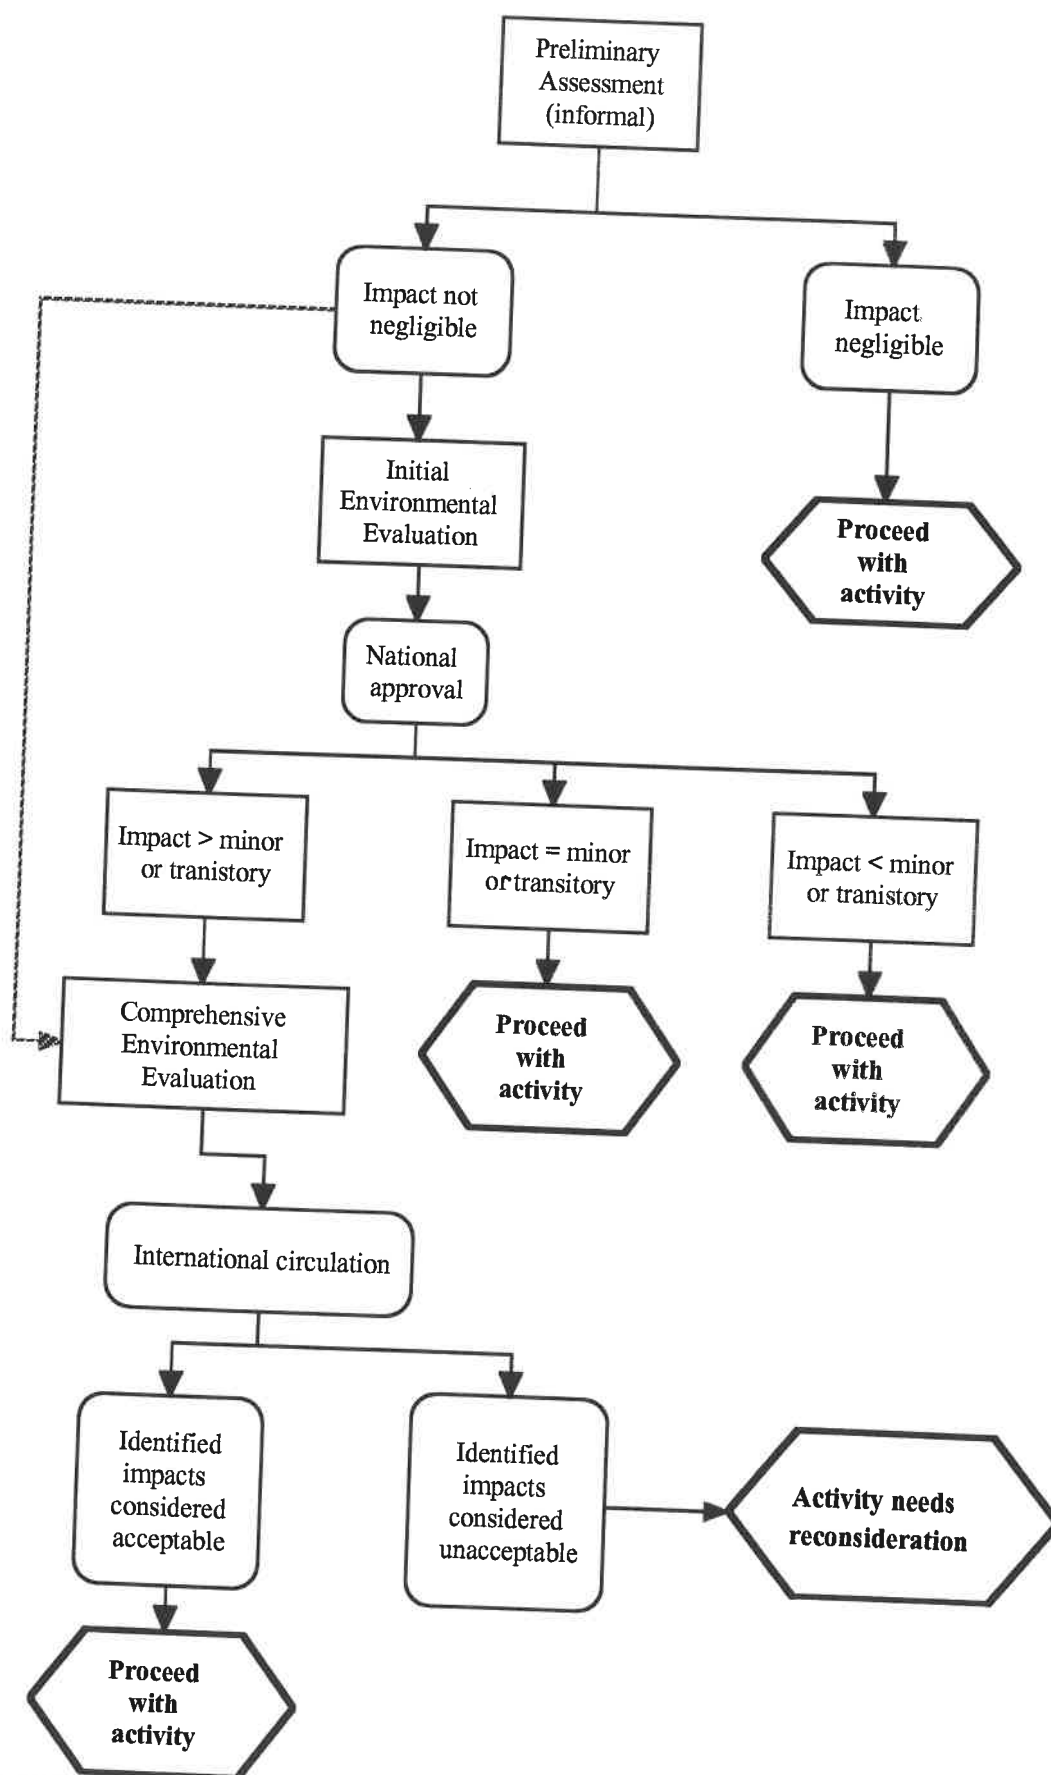 Preliminary
Assessment
(informal)
Impact not
negligible
Impact
negligible
Initial
Environmental
Evaluation
Proceed
with
activity
National
approval
Impact > minor
or tranistory
Impact = minor
or transitory
Impact < minor
or tranistory
Comprehensive
Environmental
Evaluation
Proceed
with
activity
Proceed
with
activity
International circulation
Identified
impacts
considered
acceptable
Identified
impacts
considered
unacceptable
Activity needs
reconsideration
Proceed
with
activity